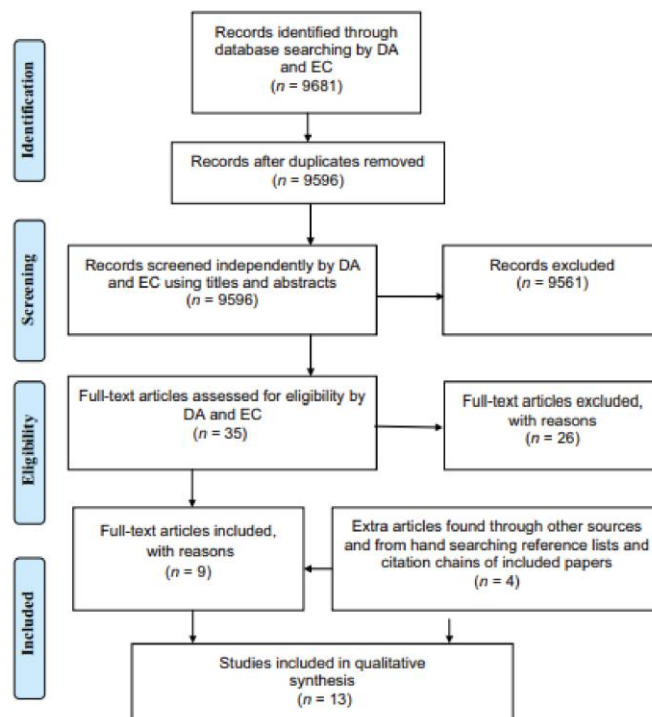 Identification
Records identified through
database searching by DA
and EC
(n = 9681)
Records after duplicates removed
(n = 9596)
Screening
Records screened independently by DA
and EC using titles and abstracts
(n = 9596)
Records excluded
(n = 9561)
Eligibility
Full-text articles assessed for eligibility by
DA and EC
(n = 35)
Full-text articles excluded,
with reasons
(n = 26)
Included
Full-text articles included,
with reasons
(n = 9)
Extra articles found through other sources
and from hand searching reference lists and
citation chains of included papers
(n = 4)
Studies included in qualitative
synthesis
(n = 13)